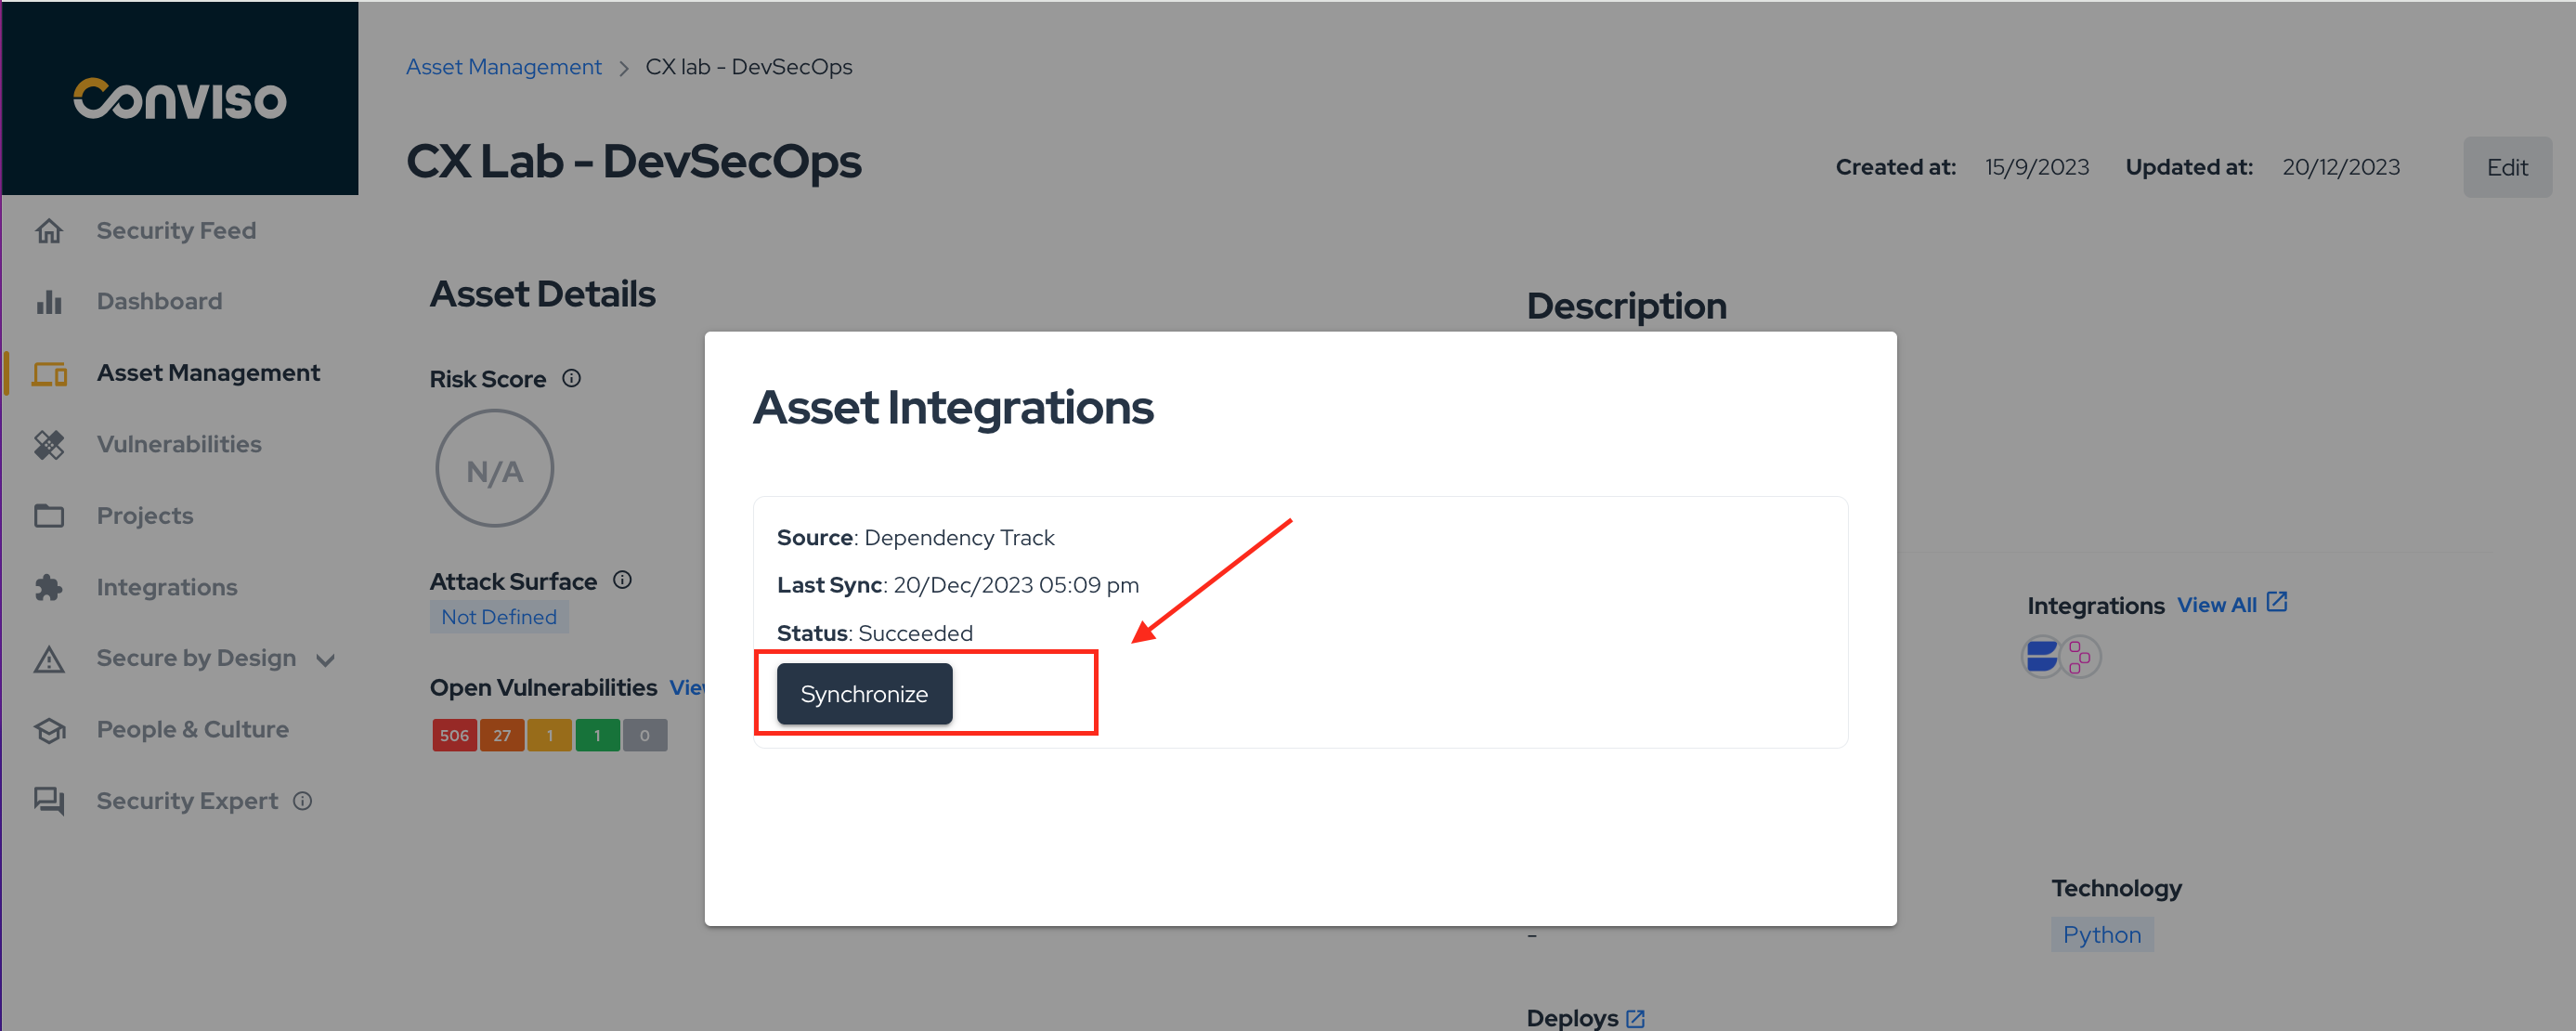 CONVISO
Asset Management > CX lab - DevSecOps
CX Lab - DevSecOps
Created at: 15/9/2023 Updated at: 20/12/2023 Edit
Security Feed
Dashboard
Asset Management
Vulnerabilities
Projects
Integrations
Secure by Design
People & Culture
Security Expert
Asset Details
Risk Score
N/A
Attack Surface
Not Defined
Open Vulnerabilities
506 27 1 1 0
Description
Asset Integrations
Source: Dependency Track
Last Sync: 20/Dec/2023 05:09 pm
Status: Succeeded
Synchronize
Integrations View All
Technology
Python
-
Deploys